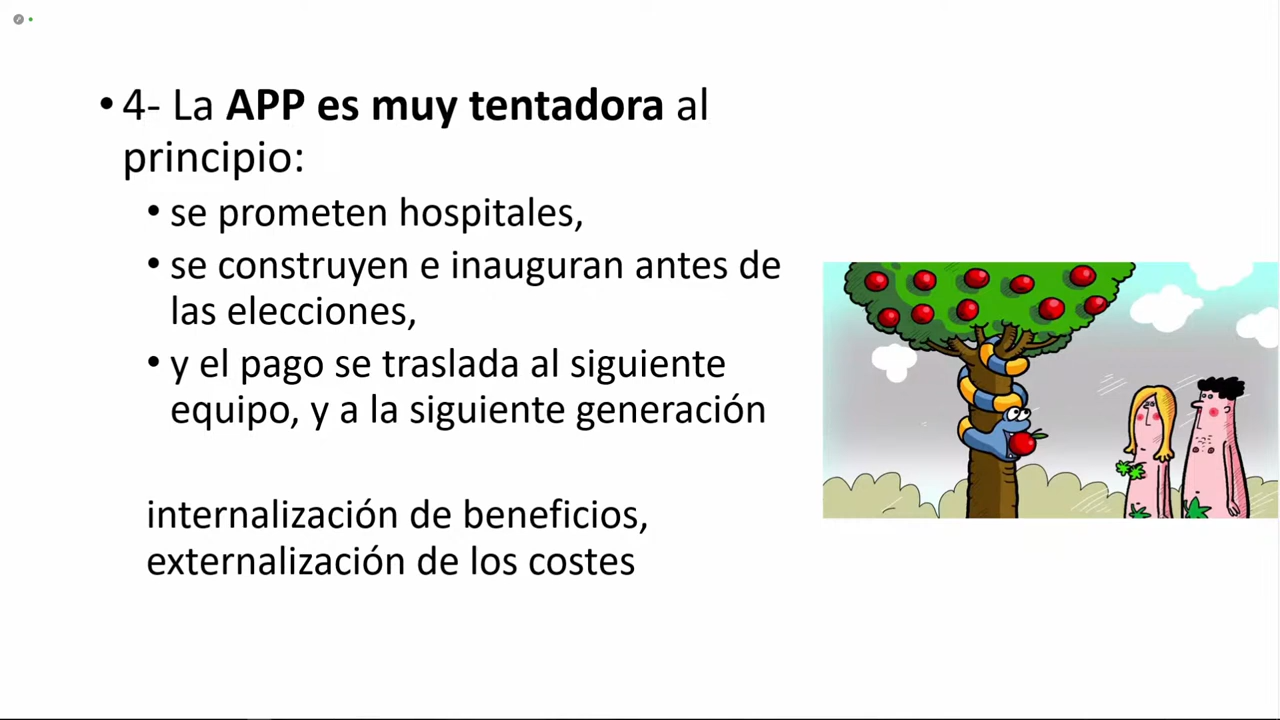 • 4- La APP es muy tentadora al
principio:
• se prometen hospitales,
• se construyen e inauguran antes de
las elecciones,
• y el pago se traslada al siguiente
equipo, y a la siguiente generación
internalización de beneficios,
externalización de los costes